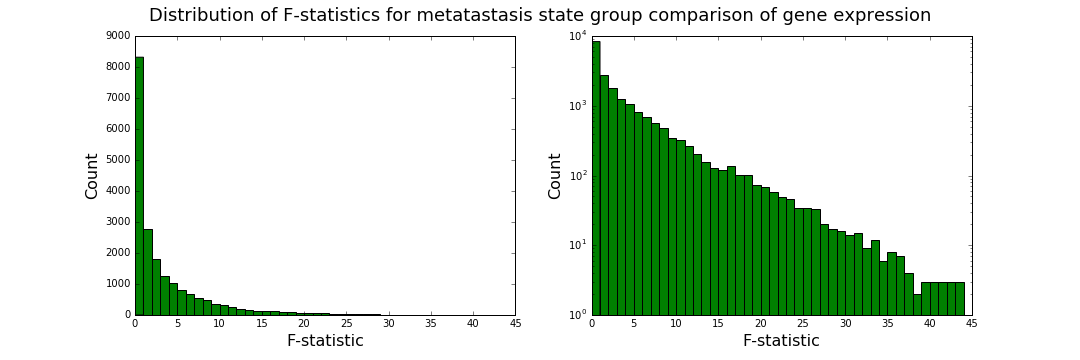 Distribution of F-statistics for metatastasis state group comparison of gene expression
9000
8000
7000
6000
5000
4000
3000
2000
1000
0
Count
0 5 10 15 20 25 30 35 40 45
F-statistic
10^4
10^3
10^2
10^1
10^0
Count
0 5 10 15 20 25 30 35 40 45
F-statistic